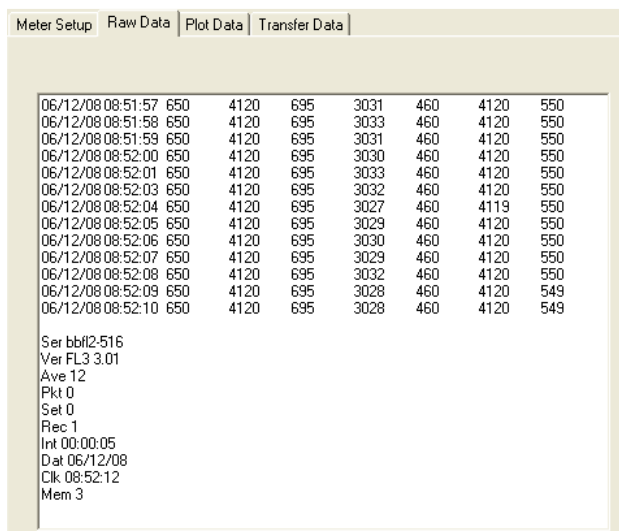 Meter Setup Raw Data Plot Data Transfer Data
06/12/08 08:51:57 650 4120 695 3031 460 4120 550
06/12/08 08:51:58 650 4120 695 3033 460 4120 550
06/12/08 08:51:59 650 4120 695 3031 460 4120 550
06/12/08 08:52:00 650 4120 695 3030 460 4120 550
06/12/08 08:52:01 650 4120 695 3033 460 4120 550
06/12/08 08:52:03 650 4120 695 3032 460 4120 550
06/12/08 08:52:04 650 4120 695 3027 460 4119 550
06/12/08 08:52:05 650 4120 695 3029 460 4120 550
06/12/08 08:52:06 650 4120 695 3030 460 4120 550
06/12/08 08:52:07 650 4120 695 3029 460 4120 550
06/12/08 08:52:08 650 4120 695 3032 460 4120 550
06/12/08 08:52:09 650 4120 695 3028 460 4120 549
06/12/08 08:52:10 650 4120 695 3028 460 4120 549
Ser bbfl2-516
Ver FL3 3.01
Ave 12
Pkt 0
Set 0
Rec 1
Int 00:00:05
Dat 06/12/08
Clk 08:52:12
Mem 3